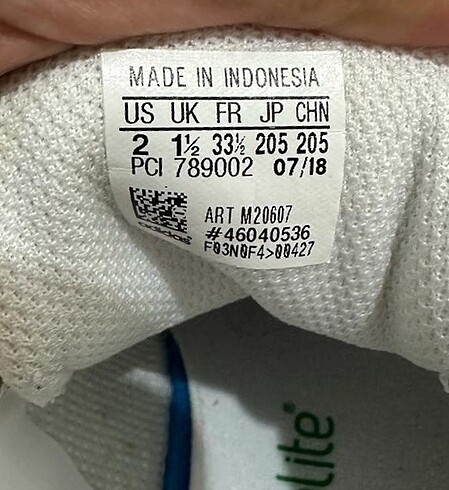 MADE IN INDONESIA
US UK FR JP CHN
2 1½ 33½ 205 205
PCI 789002 07/18
adidas
ART M20607
#46040536
F03N0F4>00427
lite®